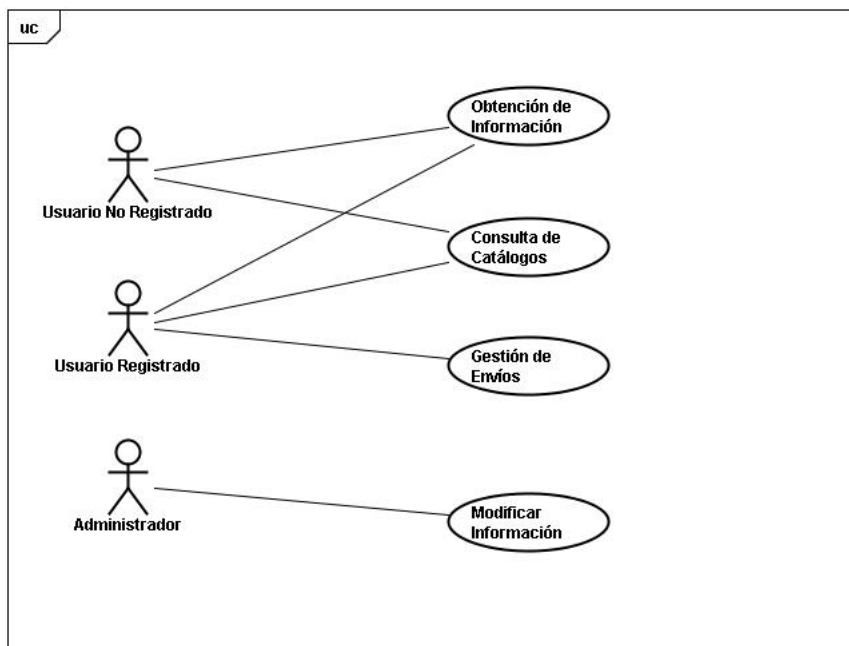 uc
Obtención de
Información
Usuario No Registrado
Consulta de
Catálogos
Usuario Registrado
Gestión de
Envíos
Administrador
Modificar
Información